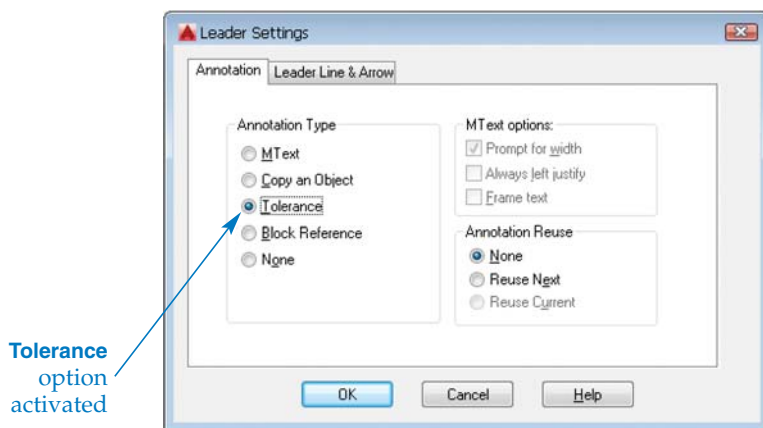 Leader Settings
Annotation
Leader Line & Arrow
Annotation Type
MText
Copy an Object
Tolerance
Block Reference
None
MText options:
Prompt for width
Always left justify
Frame text
Annotation Reuse
None
Reuse Next
Reuse Current
OK
Cancel
Help
Tolerance
option
activated